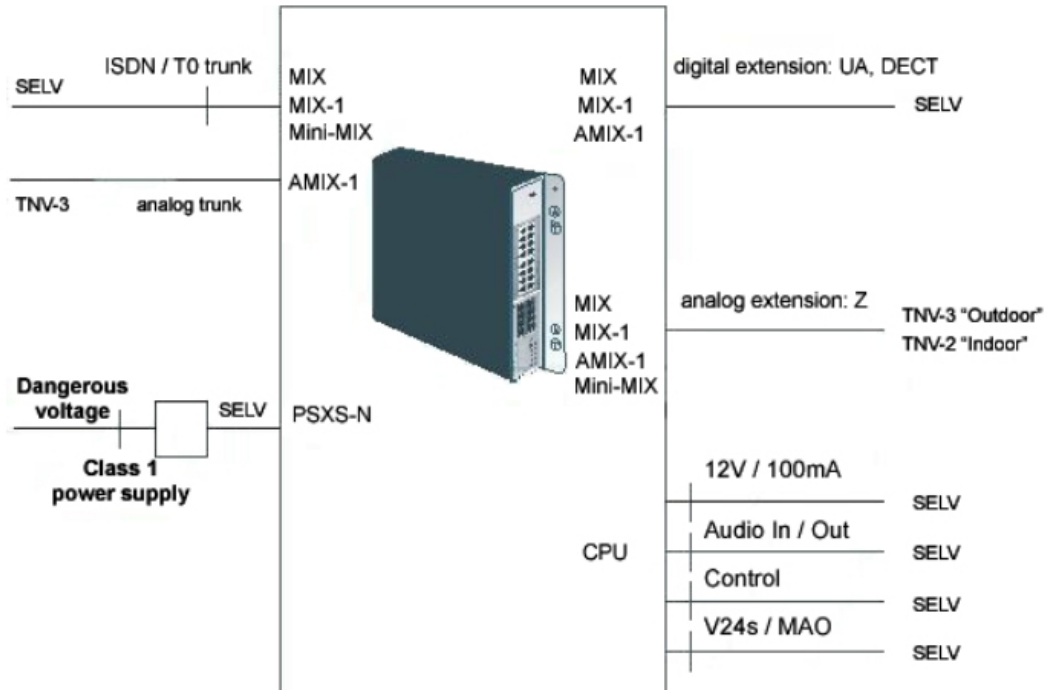 ISDN / T0 trunk
SELV
MIX
MIX-1
Mini-MIX
AMIX-1
TNV-3
analog trunk
MIX
MIX-1
AMIX-1
digital extension: UA, DECT
SELV
MIX
MIX-1
AMIX-1
Mini-MIX
analog extension: Z
TNV-3 “Outdoor”
TNV-2 “Indoor”
Dangerous
voltage
SELV
PSXS-N
Class 1
power supply
CPU
12V / 100mA
SELV
Audio In / Out
SELV
Control
SELV
V24s / MAO
SELV